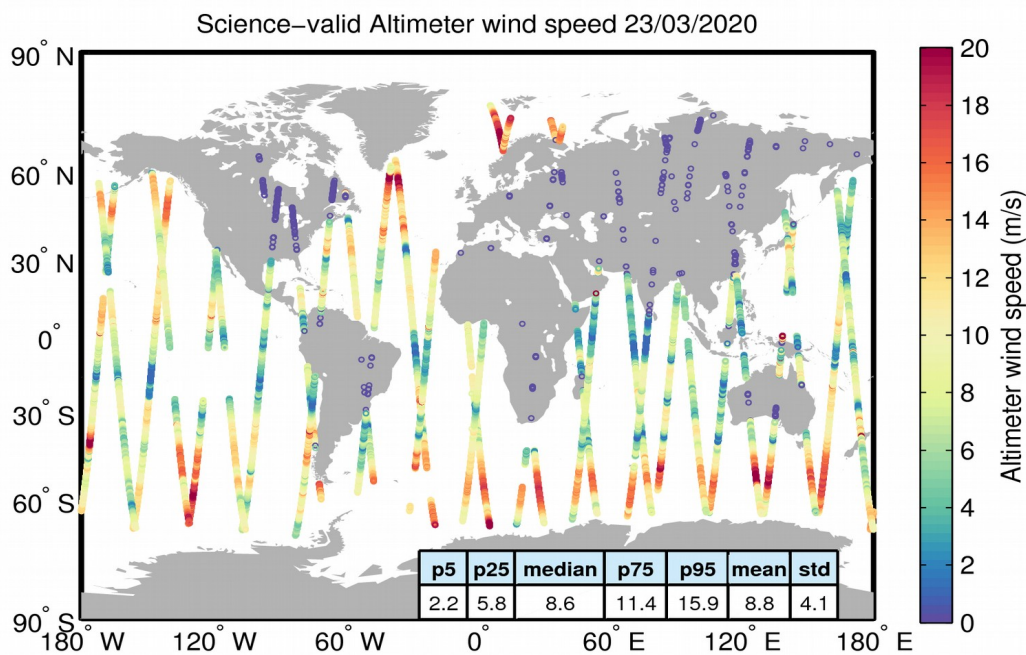 Science−valid Altimeter wind speed 23/03/2020
90° N
60° N
30° N
0°
30° S
60° S
90° S
180° W
120° W
60° W
0°
60° E
120° E
180° E
p5 p25 median p75 p95 mean std
2.2 5.8 8.6 11.4 15.9 8.8 4.1
20
18
16
14
12
10
8
6
4
2
0
Altimeter wind speed (m/s)